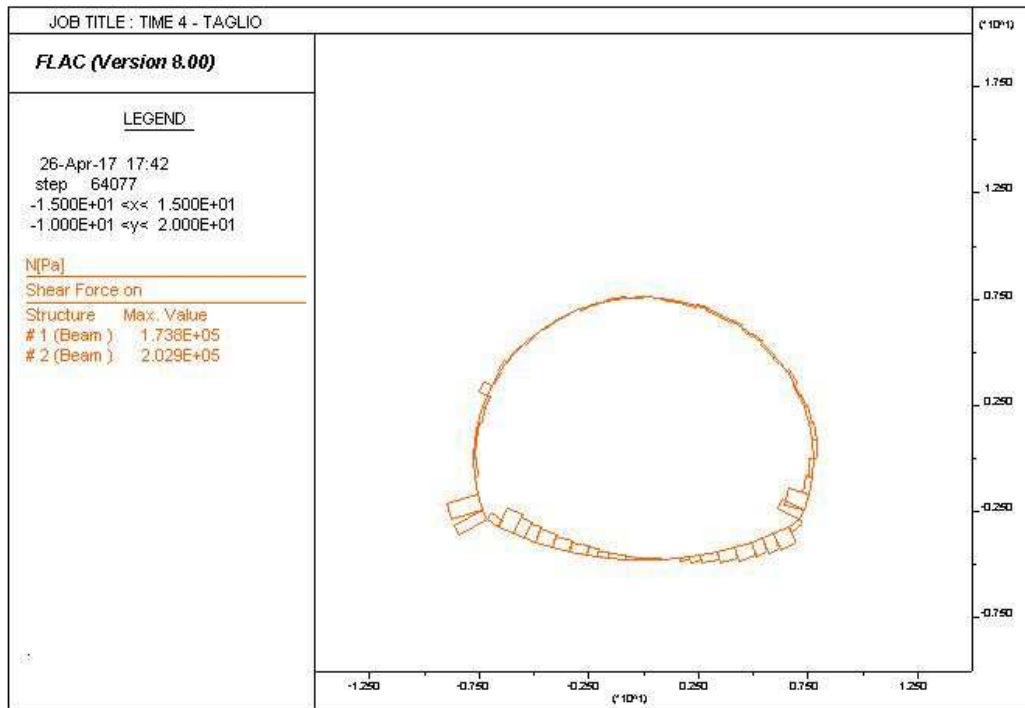 JOB TITLE : TIME 4 - TAGLIO
(*10^1)
FLAC (Version 8.00)
LEGEND
26-Apr-17 17:42
step 64077
-1.500E+01 <x< 1.500E+01
-1.000E+01 <y< 2.000E+01
N[Pa]
Shear Force on
Structure Max. Value
# 1 (Beam ) 1.738E+05
# 2 (Beam ) 2.029E+05
1.750
1.250
0.750
0.250
-0.250
-0.750
-1.250 -0.750 -0.250 0.250 0.750 1.250
(*10^1)